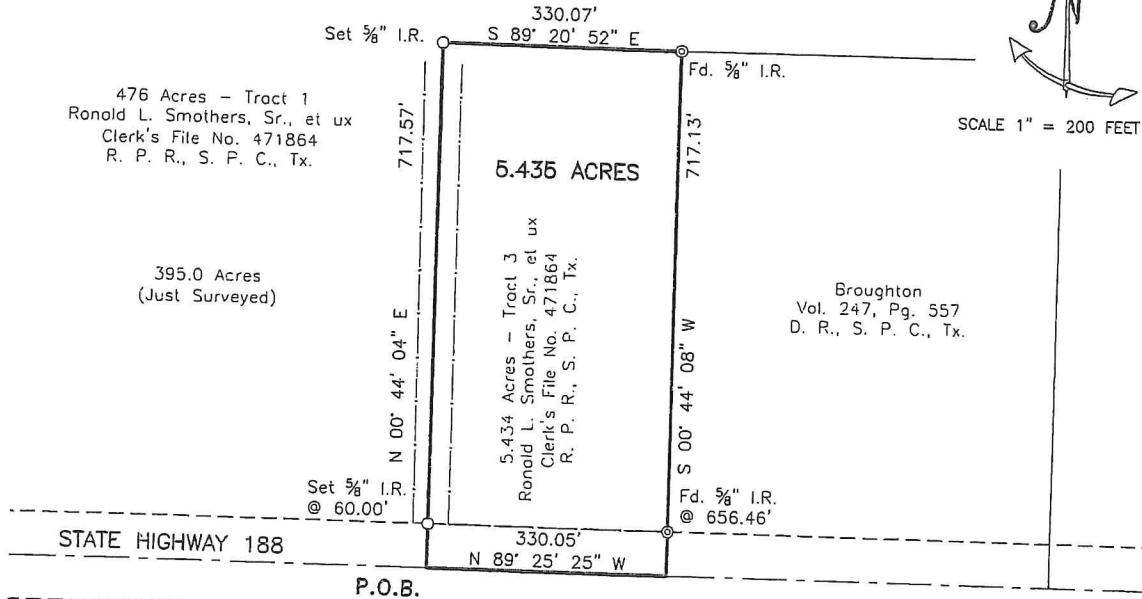 330.07'
Set ⅝" I.R.
S 89° 20' 52" E
Fd. ⅝" I.R.
N
SCALE 1" = 200 FEET
476 Acres – Tract 1
Ronald L. Smothers, Sr., et ux
Clerk's File No. 471864
R. P. R., S. P. C., Tx.
717.57'
717.13'
5.435 ACRES
395.0 Acres
(Just Surveyed)
5.434 Acres – Tract 3
Ronald L. Smothers, Sr., et ux
Clerk's File No. 471864
R. P. R., S. P. C., Tx.
Broughton
Vol. 247, Pg. 557
D. R., S. P. C., Tx.
N 00° 44' 04" E
S 00° 44' 08" W
Set ⅝" I.R.
@ 60.00'
Fd. ⅝" I.R.
@ 656.46'
330.05'
STATE HIGHWAY 188
N 89° 25' 25" W
P.O.B.